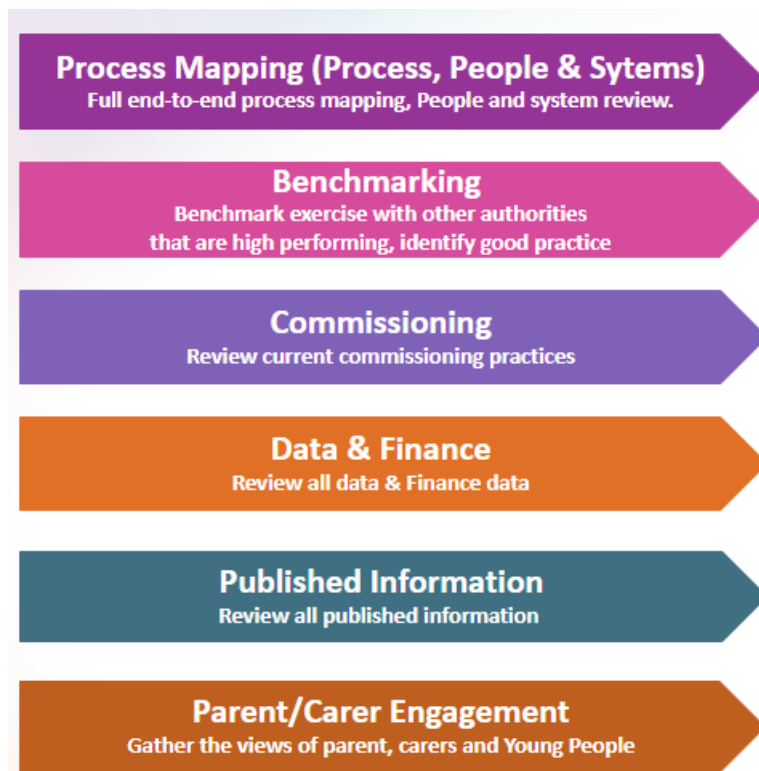 Process Mapping (Process, People & Sytems)
Full end-to-end process mapping, People and system review.
Benchmarking
Benchmark exercise with other authorities
that are high performing, identify good practice
Commissioning
Review current commissioning practices
Data & Finance
Review all data & Finance data
Published Information
Review all published information
Parent/Carer Engagement
Gather the views of parent, carers and Young People